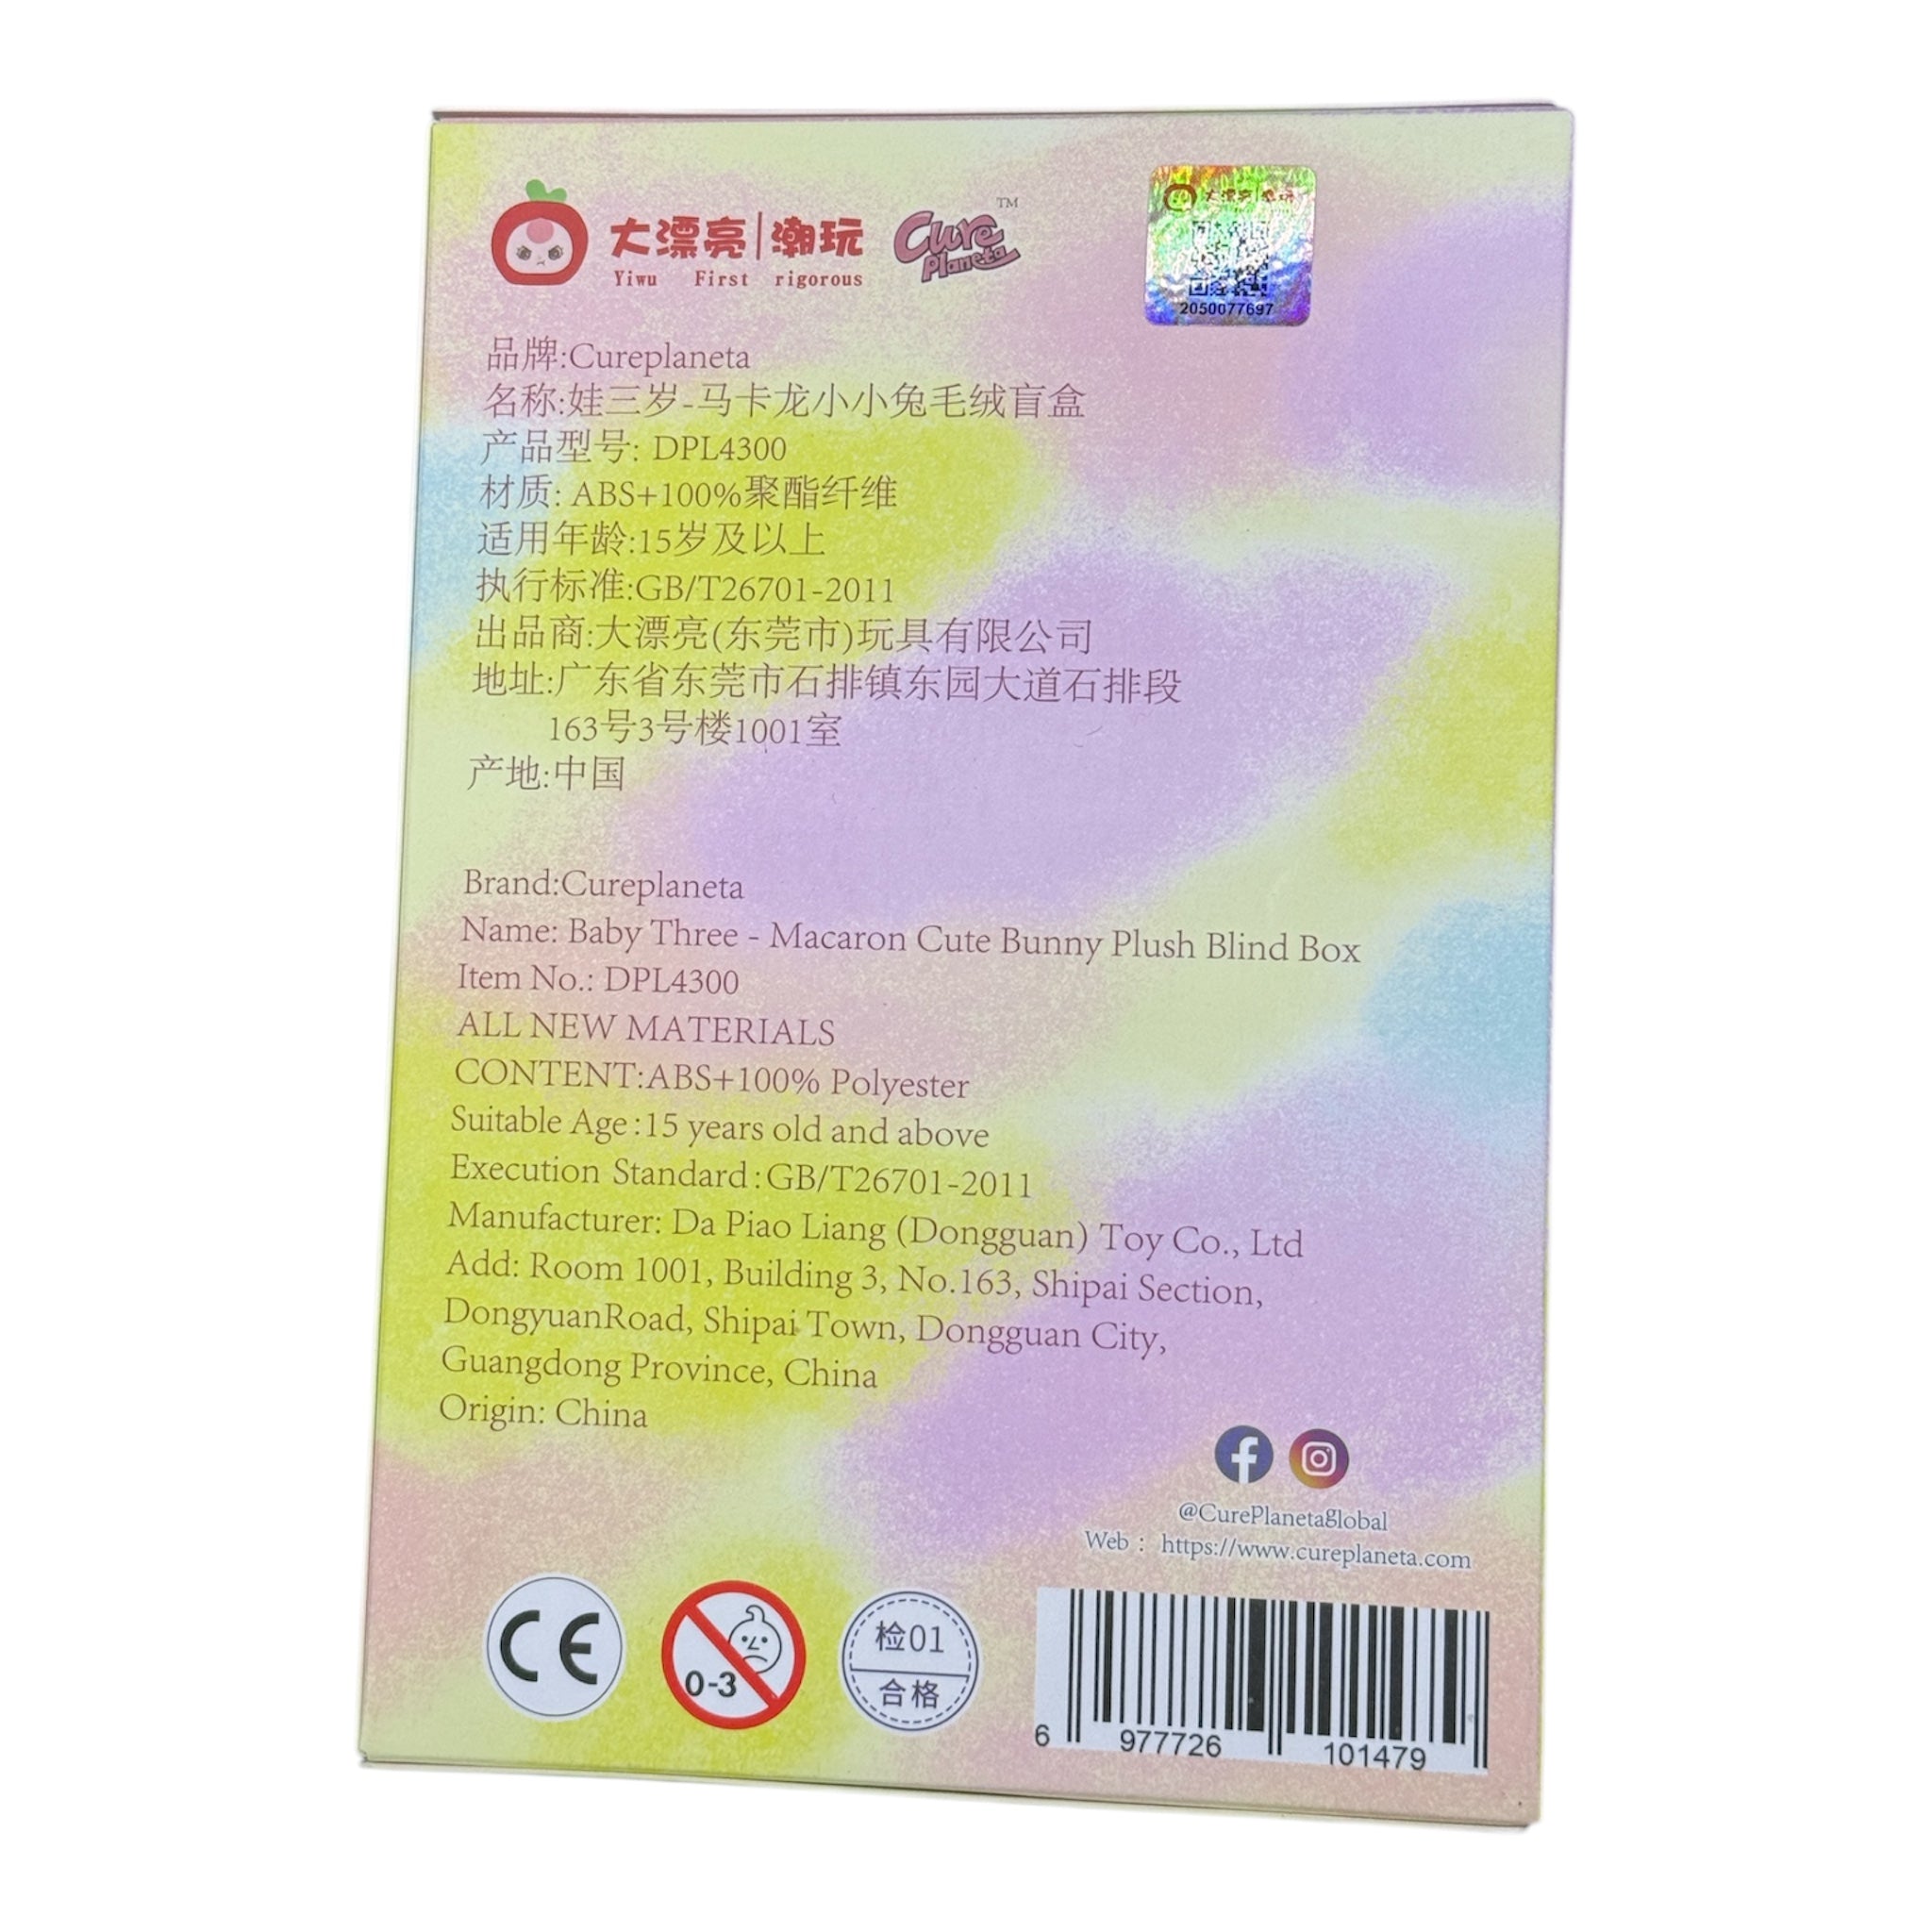 大漂亮|潮玩
Yiwu First rigorous
Cure Planeta TM
大漂亮|潮玩
2050077697
品牌:Cureplaneta
名称:娃三岁-马卡龙小小兔毛绒盲盒
产品型号: DPL4300
材质: ABS+100%聚酯纤维
适用年龄:15岁及以上
执行标准:GB/T26701-2011
出品商:大漂亮(东莞市)玩具有限公司
地址:广东省东莞市石排镇东园大道石排段
163号3号楼1001室
产地:中国
Brand:Cureplaneta
Name: Baby Three - Macaron Cute Bunny Plush Blind Box
Item No.: DPL4300
ALL NEW MATERIALS
CONTENT:ABS+100% Polyester
Suitable Age:15 years old and above
Execution Standard:GB/T26701-2011
Manufacturer: Da Piao Liang (Dongguan) Toy Co., Ltd
Add: Room 1001, Building 3, No.163, Shipai Section,
DongyuanRoad, Shipai Town, Dongguan City,
Guangdong Province, China
Origin: China
@CurePlanetaglobal
Web： https://www.cureplaneta.com
CE
0-3
检01
合格
6 977726 101479